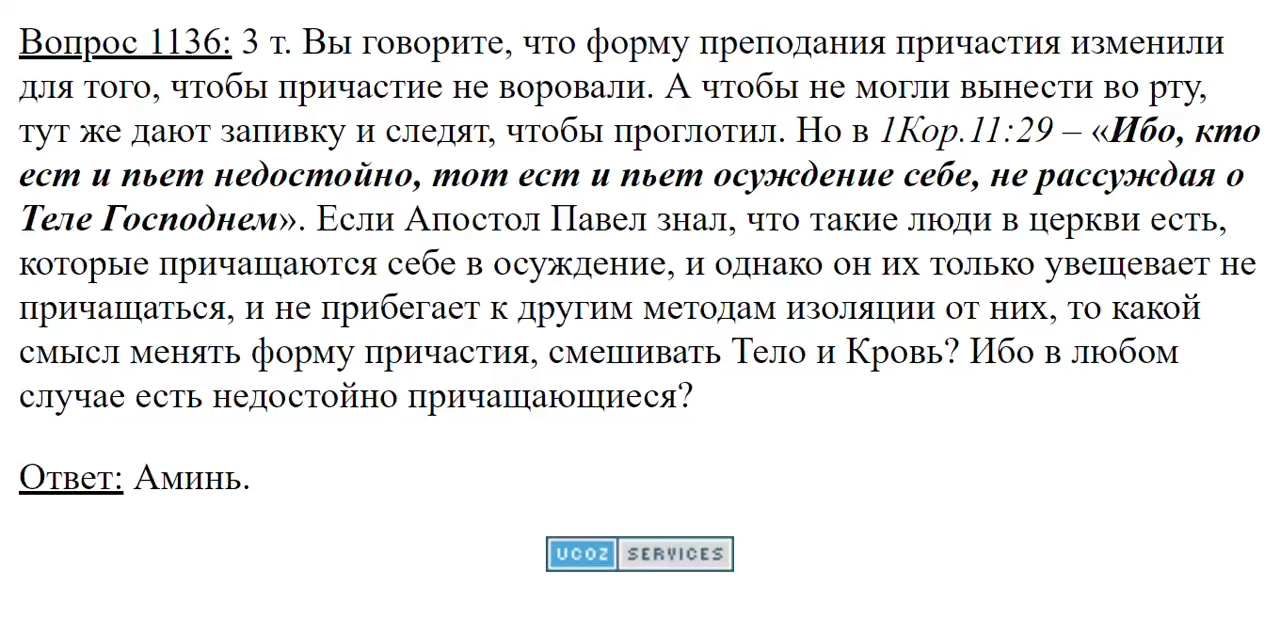 Вопрос 1136: 3 т. Вы говорите, что форму преподания причастия изменили
для того, чтобы причастие не воровали. А чтобы не могли вынести во рту,
тут же дают запивку и следят, чтобы проглотил. Но в 1Кор.11:29 – «Ибо, кто
ест и пьет недостойно, тот ест и пьет осуждение себе, не рассуждая о
Теле Господнем». Если Апостол Павел знал, что такие люди в церкви есть,
которые причащаются себе в осуждение, и однако он их только увещевает не
причащаться, и не прибегает к другим методам изоляции от них, то какой
смысл менять форму причастия, смешивать Тело и Кровь? Ибо в любом
случае есть недостойно причащающиеся?
Ответ: Аминь.
UCOZ SERVICES